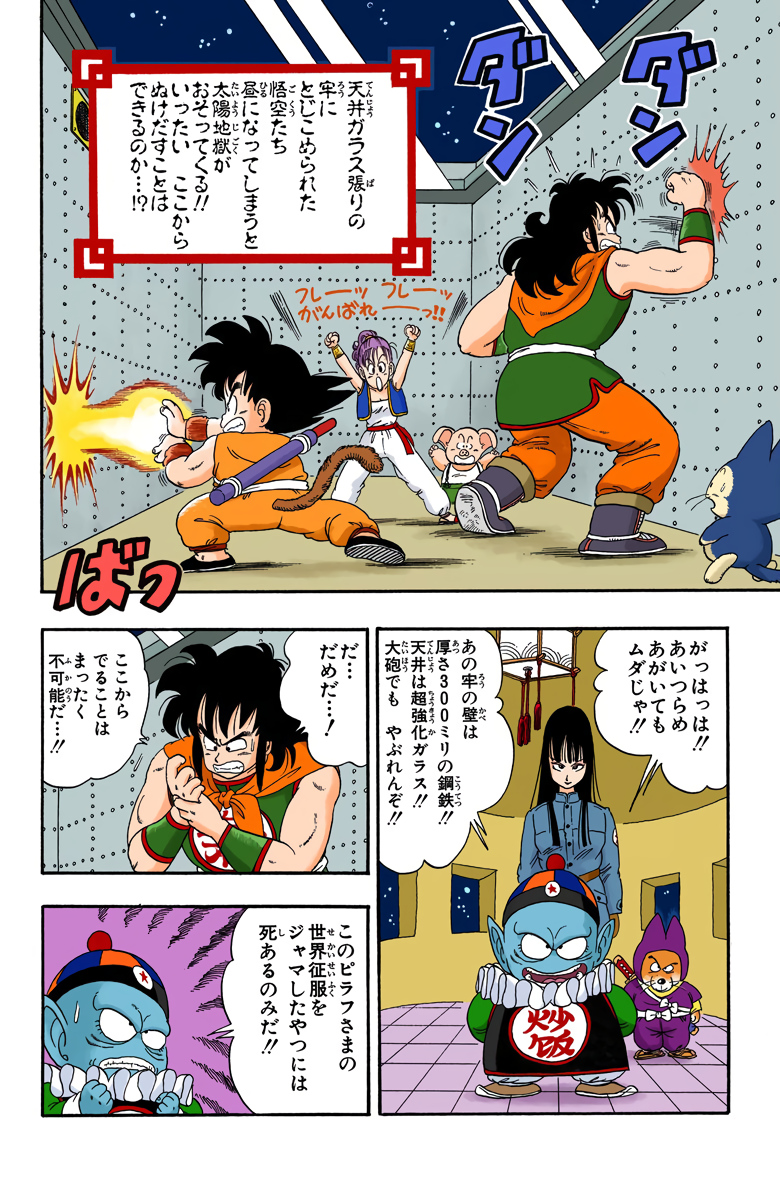 天井ガラス張りの
牢に
とじこめられた
悟空たち
昼になってしまうと
太陽地獄が
おそってくる!!
いったい ここから
ぬけだすことは
できるのか…!?
ダンダン
フレーッ フレーッ
がんばれーーっ!!
ばっ
がっはっは!!
あいつらめ
あがいても
ムダじゃ!!
あの牢の壁は
厚さ300ミリの鋼鉄!!
天井は超強化ガラス!!
大砲でも やぶれんぞ!!
炒飯
だ…
だめだ…!
ここから
でることは
まったく
不可能だ…!!
このピラフさまの
世界征服を
ジャマしたやつには
死あるのみだ!!